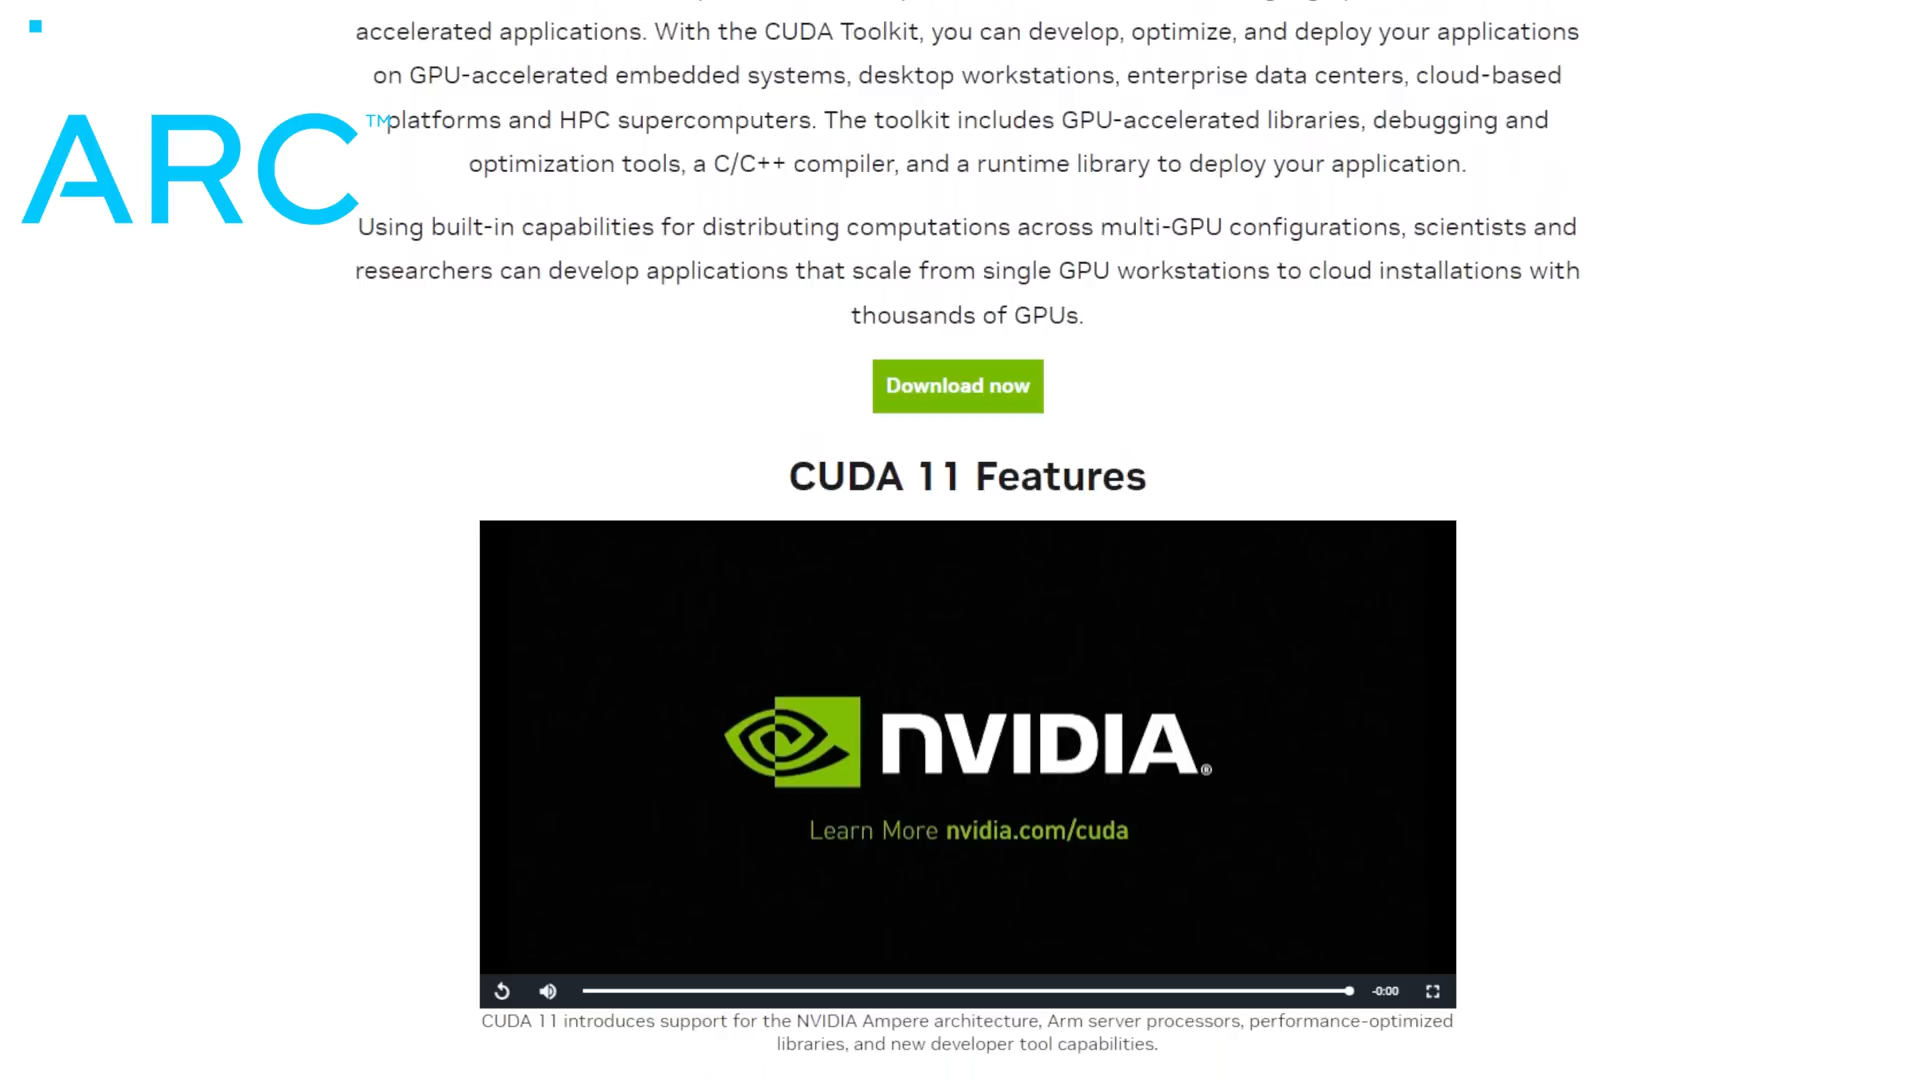 accelerated applications. With the CUDA Toolkit, you can develop, optimize, and deploy your applications
on GPU-accelerated embedded systems, desktop workstations, enterprise data centers, cloud-based
platforms and HPC supercomputers. The toolkit includes GPU-accelerated libraries, debugging and
optimization tools, a C/C++ compiler, and a runtime library to deploy your application.
ARC™
Using built-in capabilities for distributing computations across multi-GPU configurations, scientists and
researchers can develop applications that scale from single GPU workstations to cloud installations with
thousands of GPUs.
Download now
CUDA 11 Features
NVIDIA®
Learn More nvidia.com/cuda
-0:00
CUDA 11 introduces support for the NVIDIA Ampere architecture, Arm server processors, performance-optimized
libraries, and new developer tool capabilities.